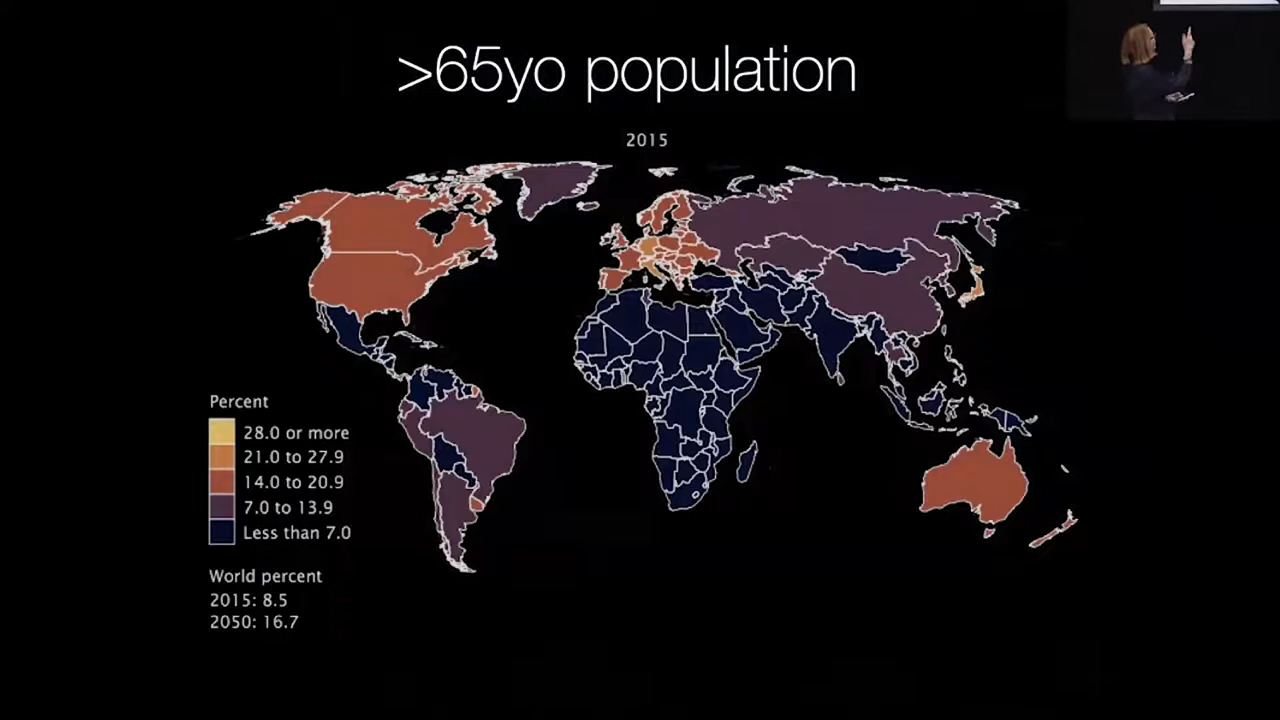 >65yo population
2015
Percent
28.0 or more
21.0 to 27.9
14.0 to 20.9
7.0 to 13.9
Less than 7.0
World percent
2015: 8.5
2050: 16.7